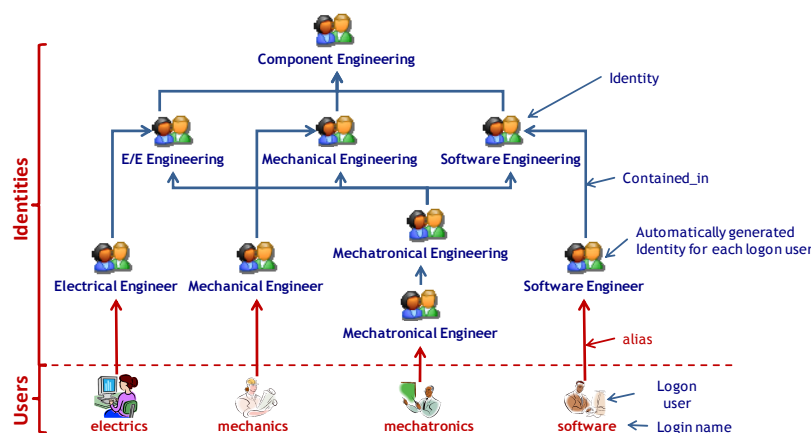 Component Engineering
Identity
E/E Engineering
Mechanical Engineering
Software Engineering
Contained_in
Identities
Mechatronical Engineering
Automatically generated
Identity for each logon user
Electrical Engineer
Mechanical Engineer
Software Engineer
Mechatronical Engineer
alias
Users
Logon
user
electrics
mechanics
mechatronics
software
Login name